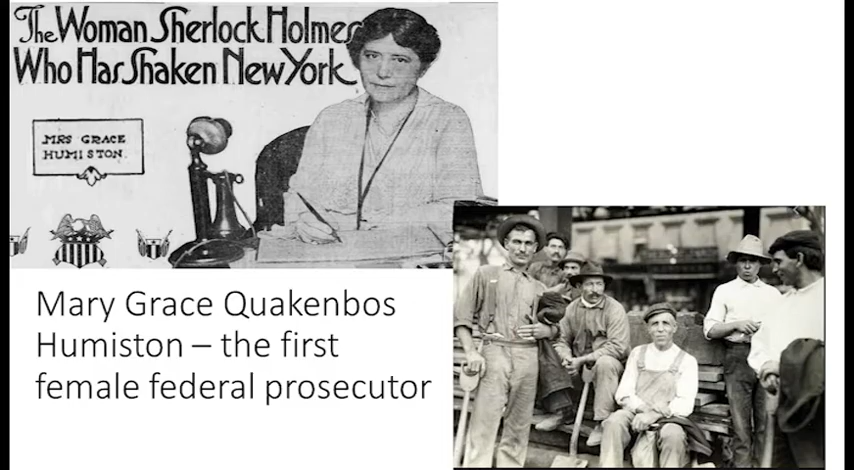 The Woman Sherlock Holmes
Who Has Shaken New York
MRS GRACE
HUMISTON.
Mary Grace Quakenbos
Humiston – the first
female federal prosecutor